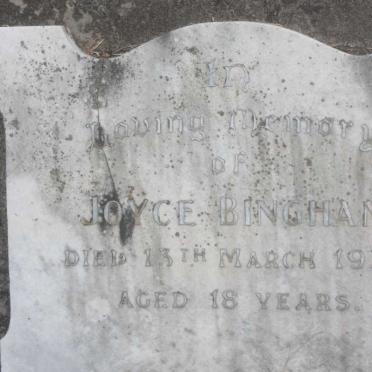 In
Loving Memory
of
JOYCE BINGHAM
DIED 13TH MARCH 19
AGED 18 YEARS.